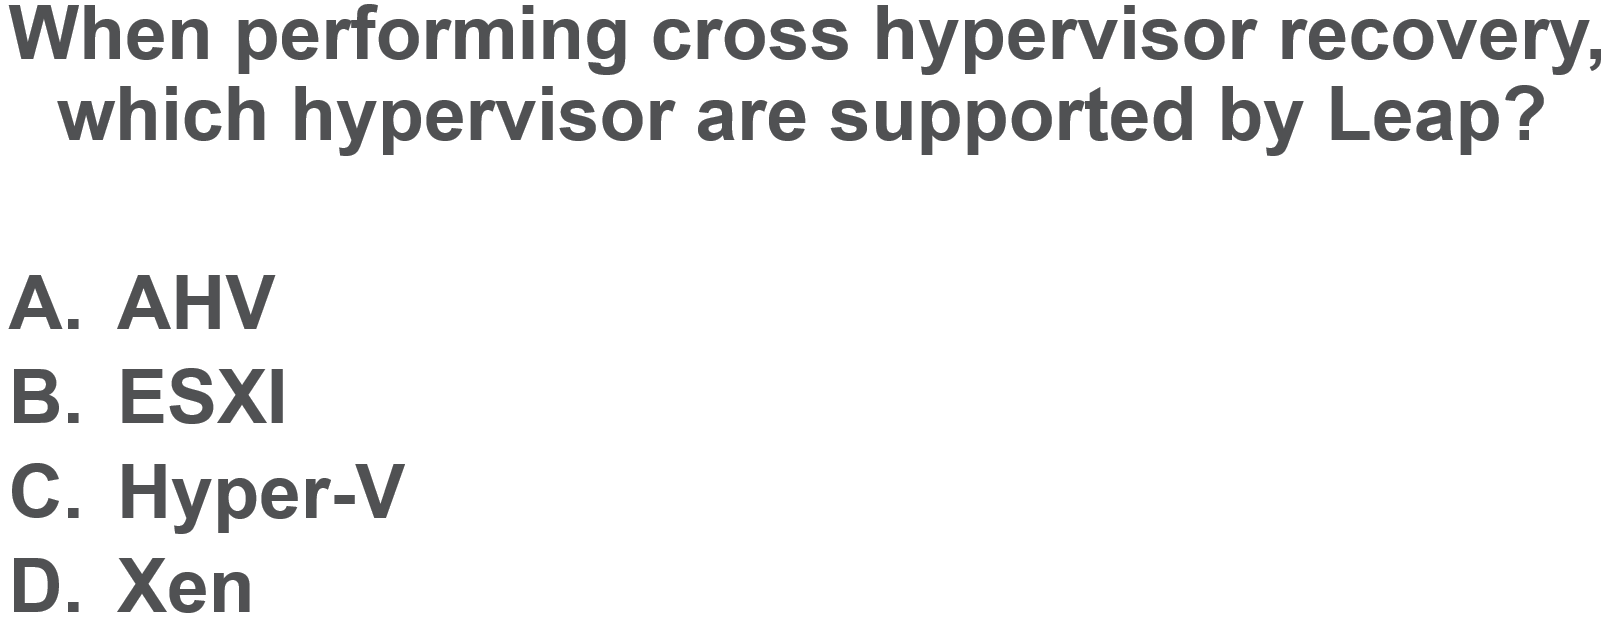 When performing cross hypervisor recovery,
which hypervisor are supported by Leap?
A. AHV
B. ESXI
C. Hyper-V
D. Xen